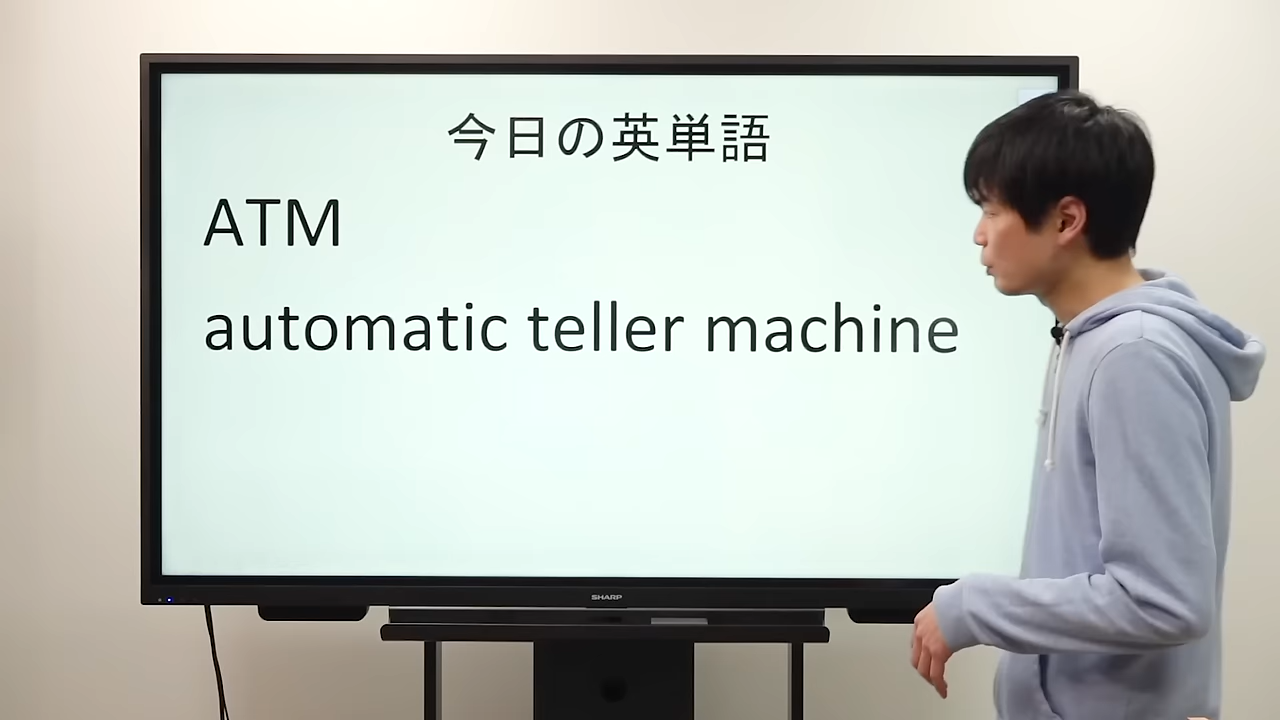 今日の英単語
ATM
automatic teller machine
SHARP